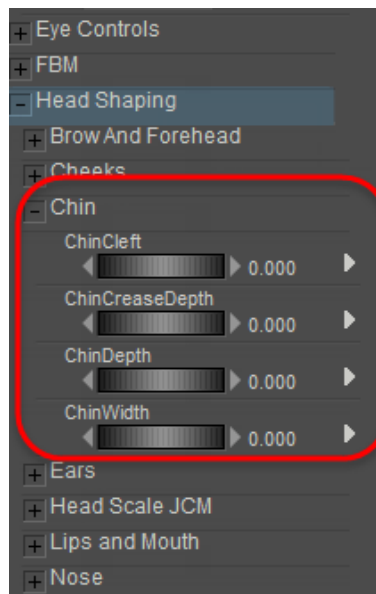 Eye Controls
FBM
Head Shaping
Brow And Forehead
Cheeks
Chin
ChinCleft
0.000
ChinCreaseDepth
0.000
ChinDepth
0.000
ChinWidth
0.000
Ears
Head Scale JCM
Lips and Mouth
Nose